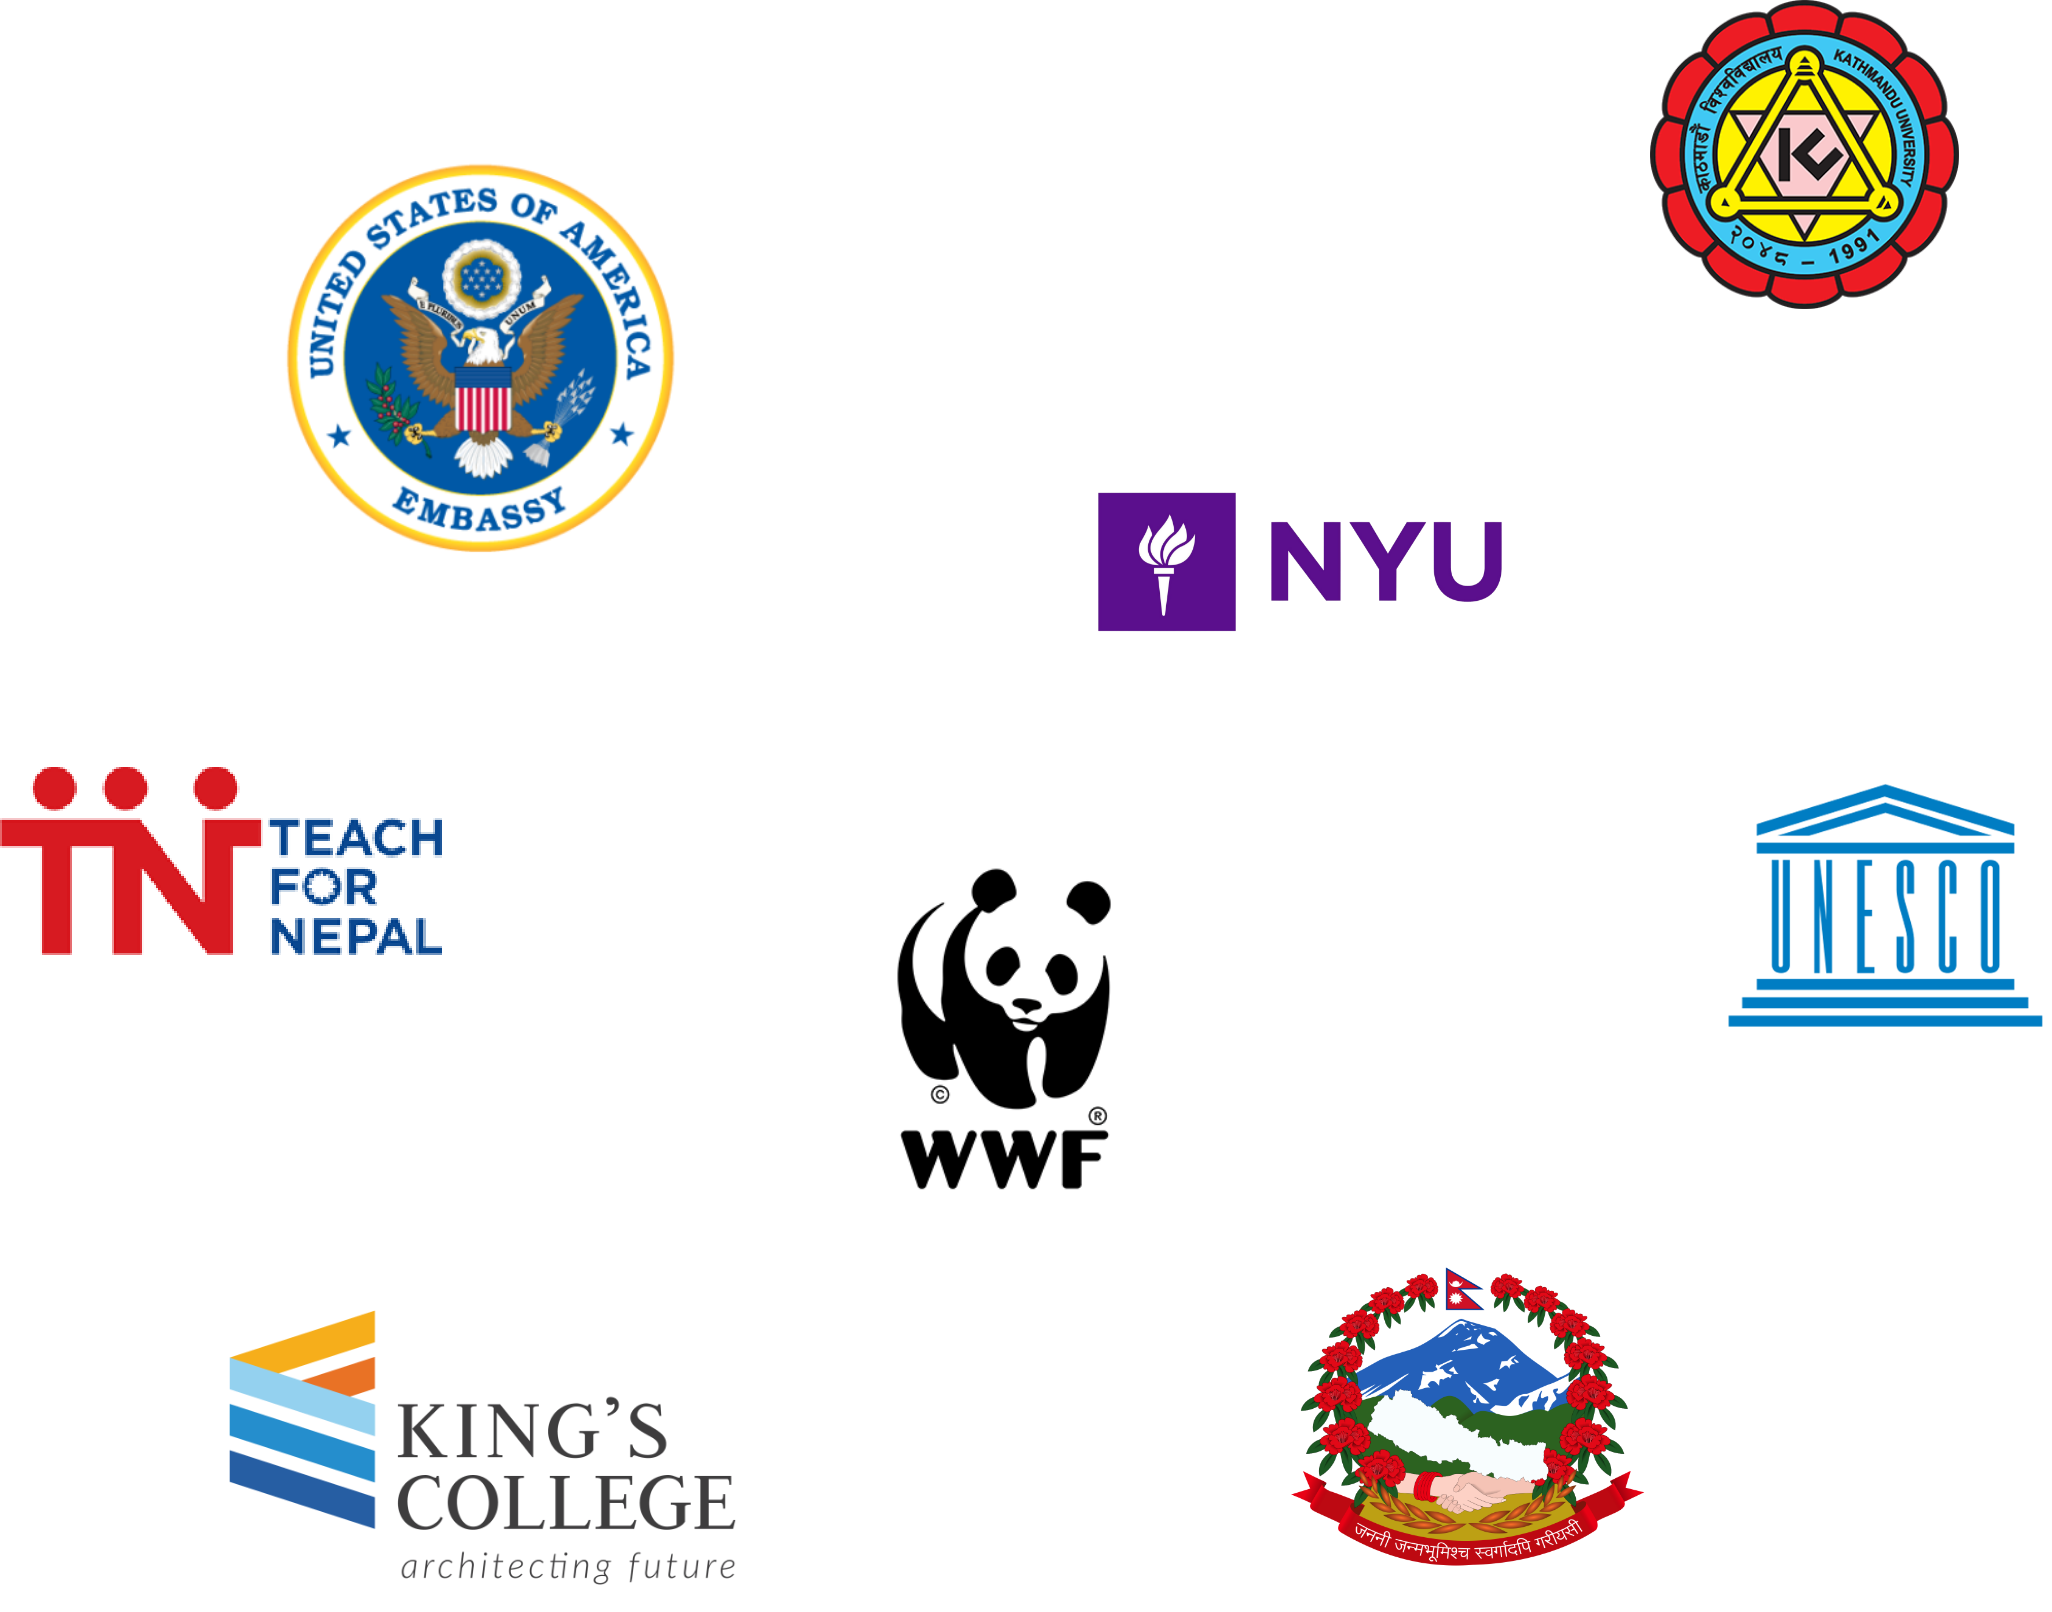 काठमाडौं विश्वविद्यालय
KATHMANDU UNIVERSITY
२०४८ – 1991
UNITED STATES OF AMERICA
E PLURIBUS UNUM
EMBASSY
NYU
TEACH
FOR
NEPAL
UNESCO
©
®
WWF
KING'S
COLLEGE
architecting future
जननी जन्मभूमिश्च स्वर्गादपि गरीयसी